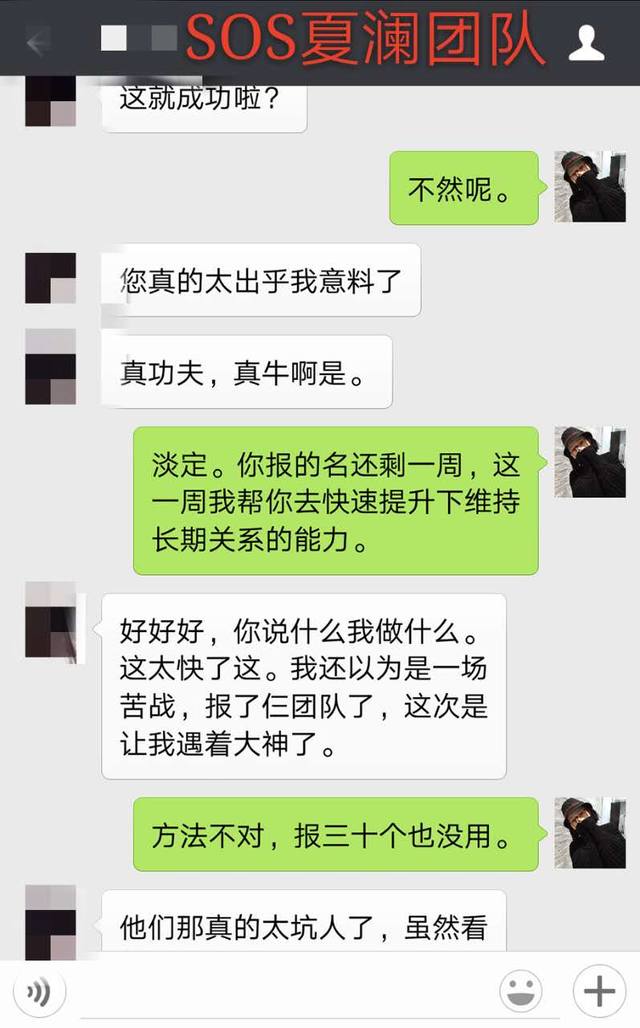 SOS夏澜团队
这就成功啦？
不然呢。
您真的太出乎我意料了
真功夫，真牛啊是。
淡定。你报的名还剩一周，这
一周我帮你去快速提升下维持
长期关系的能力。
好好好，你说什么我做什么。
这太快了这。我还以为是一场
苦战，报了仨团队了，这次是
让我遇着大神了。
方法不对，报三十个也没用。
他们那真的太坑人了，虽然看